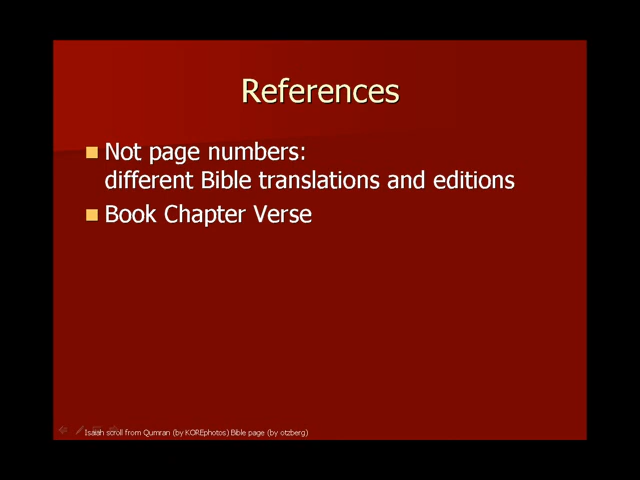 References
Not page numbers:
different Bible translations and editions
Book Chapter Verse
Isaiah scroll from Qumran (by KOREphotos) Bible page (by otzberg)